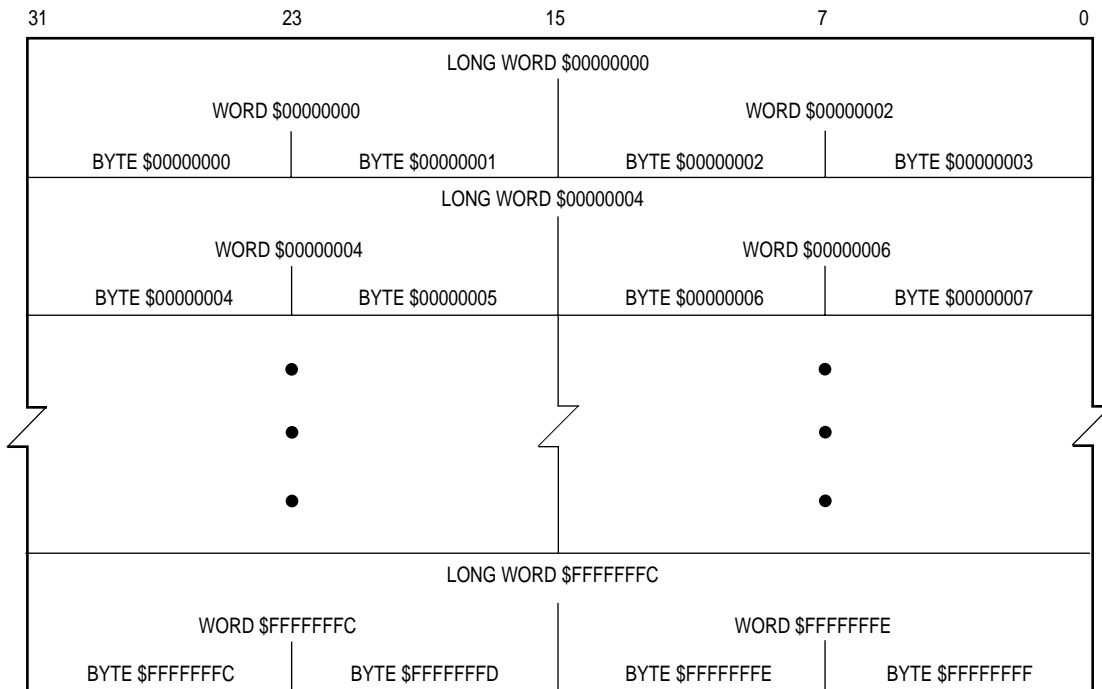 31 23 15 7 0
LONG WORD $00000000
WORD $00000000 WORD $00000002
BYTE $00000000 BYTE $00000001 BYTE $00000002 BYTE $00000003
LONG WORD $00000004
WORD $00000004 WORD $00000006
BYTE $00000004 BYTE $00000005 BYTE $00000006 BYTE $00000007
LONG WORD $FFFFFFFC
WORD $FFFFFFFC WORD $FFFFFFFE
BYTE $FFFFFFFC BYTE $FFFFFFFD BYTE $FFFFFFFE BYTE $FFFFFFFF